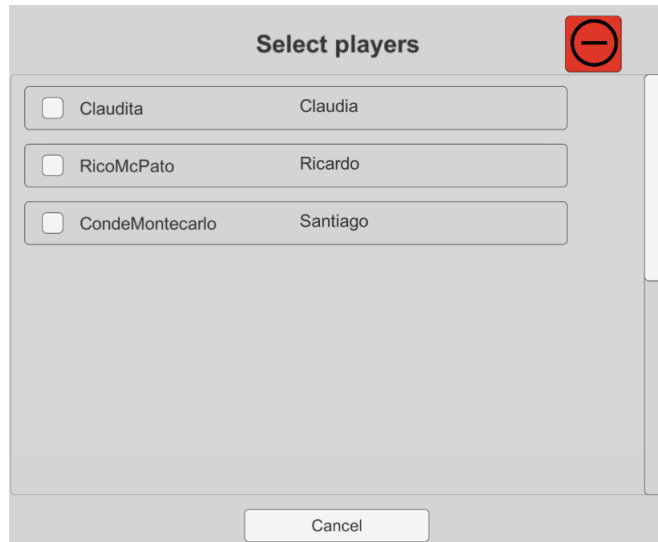 Select players
Claudita Claudia
RicoMcPato Ricardo
CondeMontecarlo Santiago
Cancel